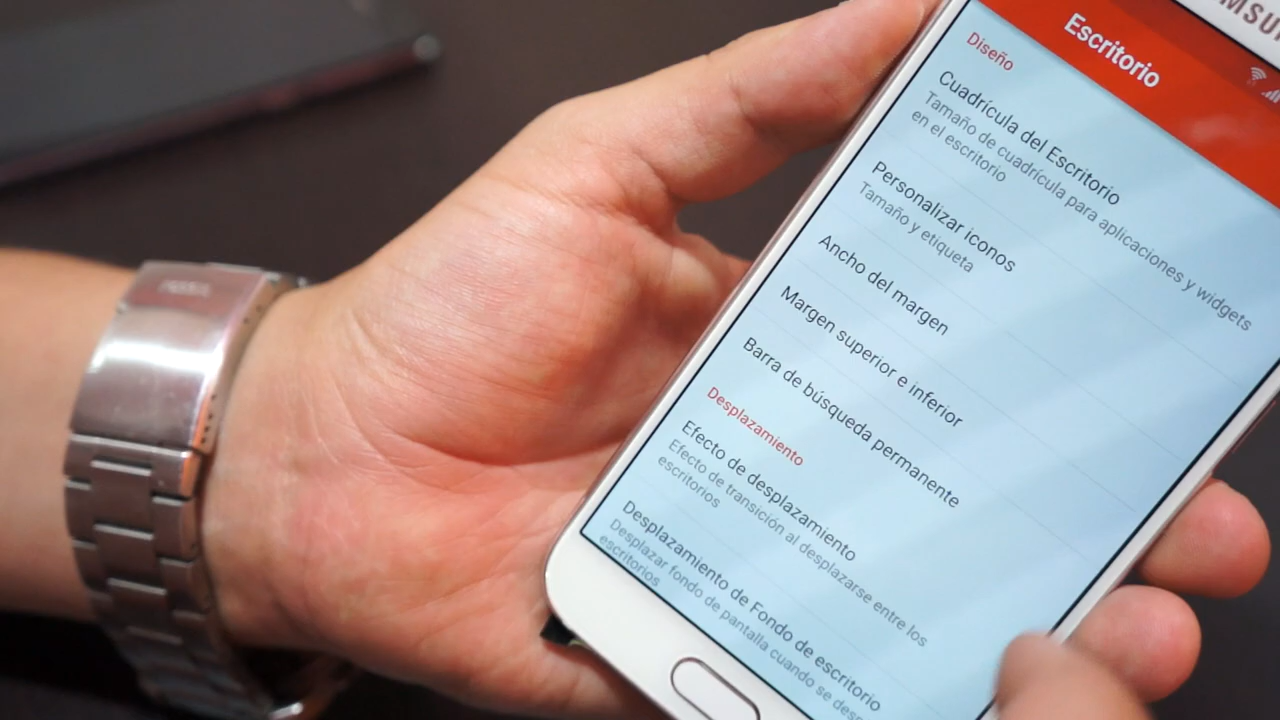 Escritorio
Diseño
Cuadrícula del Escritorio
Tamaño de cuadrícula para aplicaciones y widgets
en el escritorio
Personalizar iconos
Tamaño y etiqueta
Ancho del margen
Margen superior e inferior
Barra de búsqueda permanente
Desplazamiento
Efecto de desplazamiento
Efecto de transición al desplazarse entre los
escritorios
Desplazamiento de Fondo de escritorio
Desplazar fondo de pantalla cuando se
escritorios